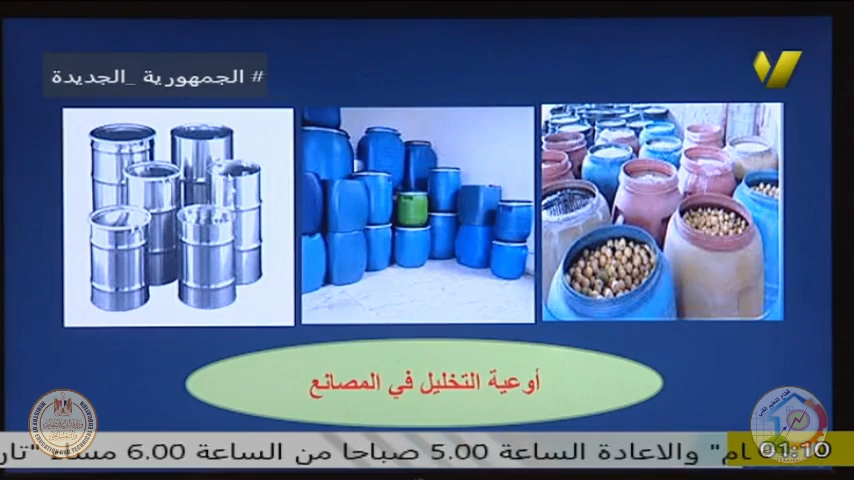 # الجمهورية _الجديدة
أوعية التخليل في المصانع
ام" والاعادة الساعة 5.00 صباحا من الساعة 6.00 مساء "تار
01:10